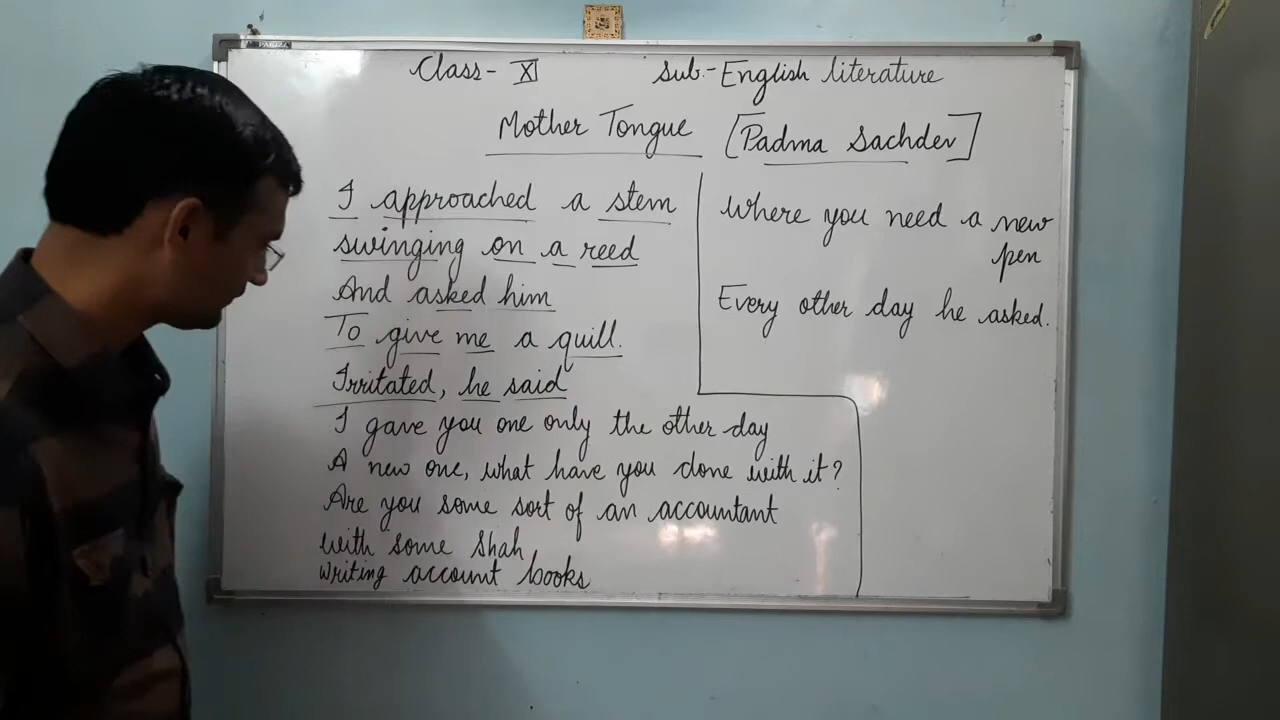 Class- XI Sub.- English literature
Mother Tongue [Padma Sachdev]
I approached a stem
swinging on a reed
And asked him
To give me a quill.
Irritated, he said
I gave you one only the other day
A new one, what have you done with it?
Are you some sort of an accountant
with some Shah
Writing account books
Where you need a new
pen
Every other day he asked.